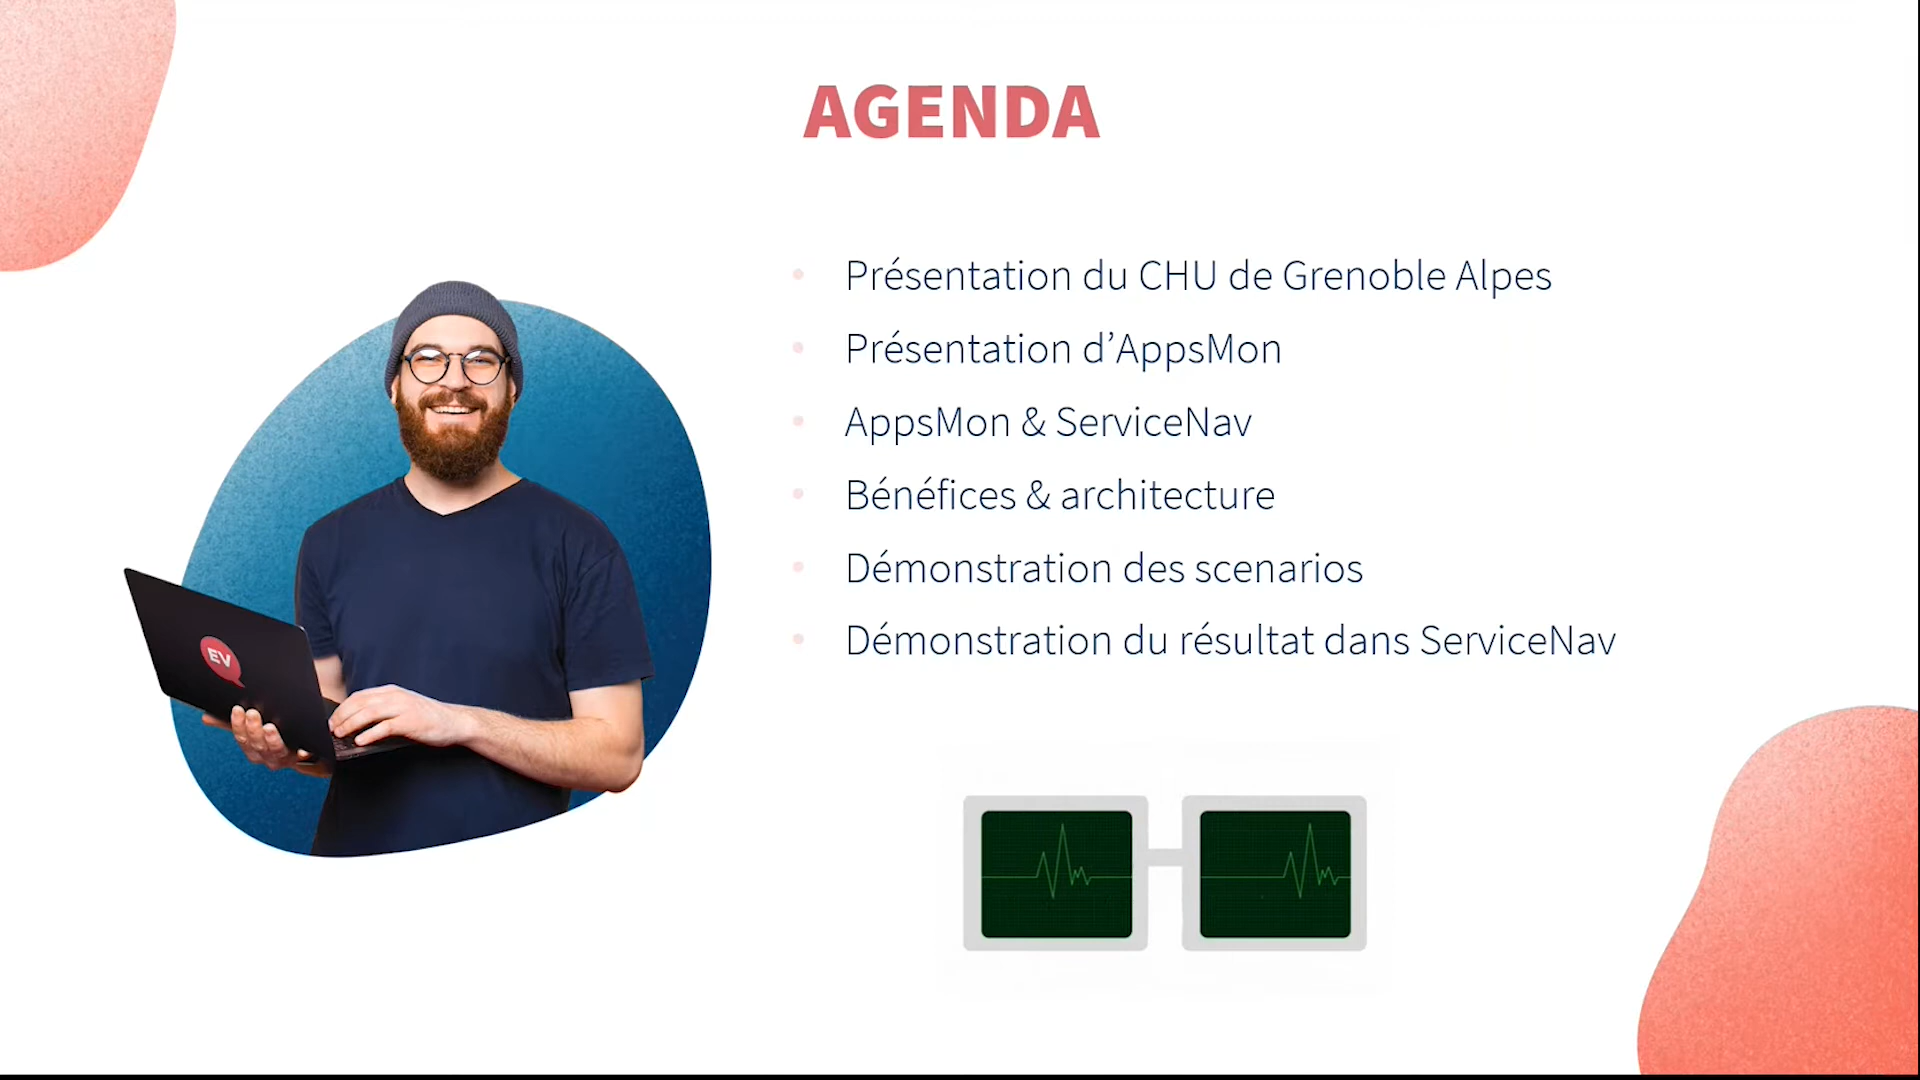 AGENDA
Présentation du CHU de Grenoble Alpes
Présentation d’AppsMon
AppsMon & ServiceNav
Bénéfices & architecture
Démonstration des scenarios
Démonstration du résultat dans ServiceNav
EV